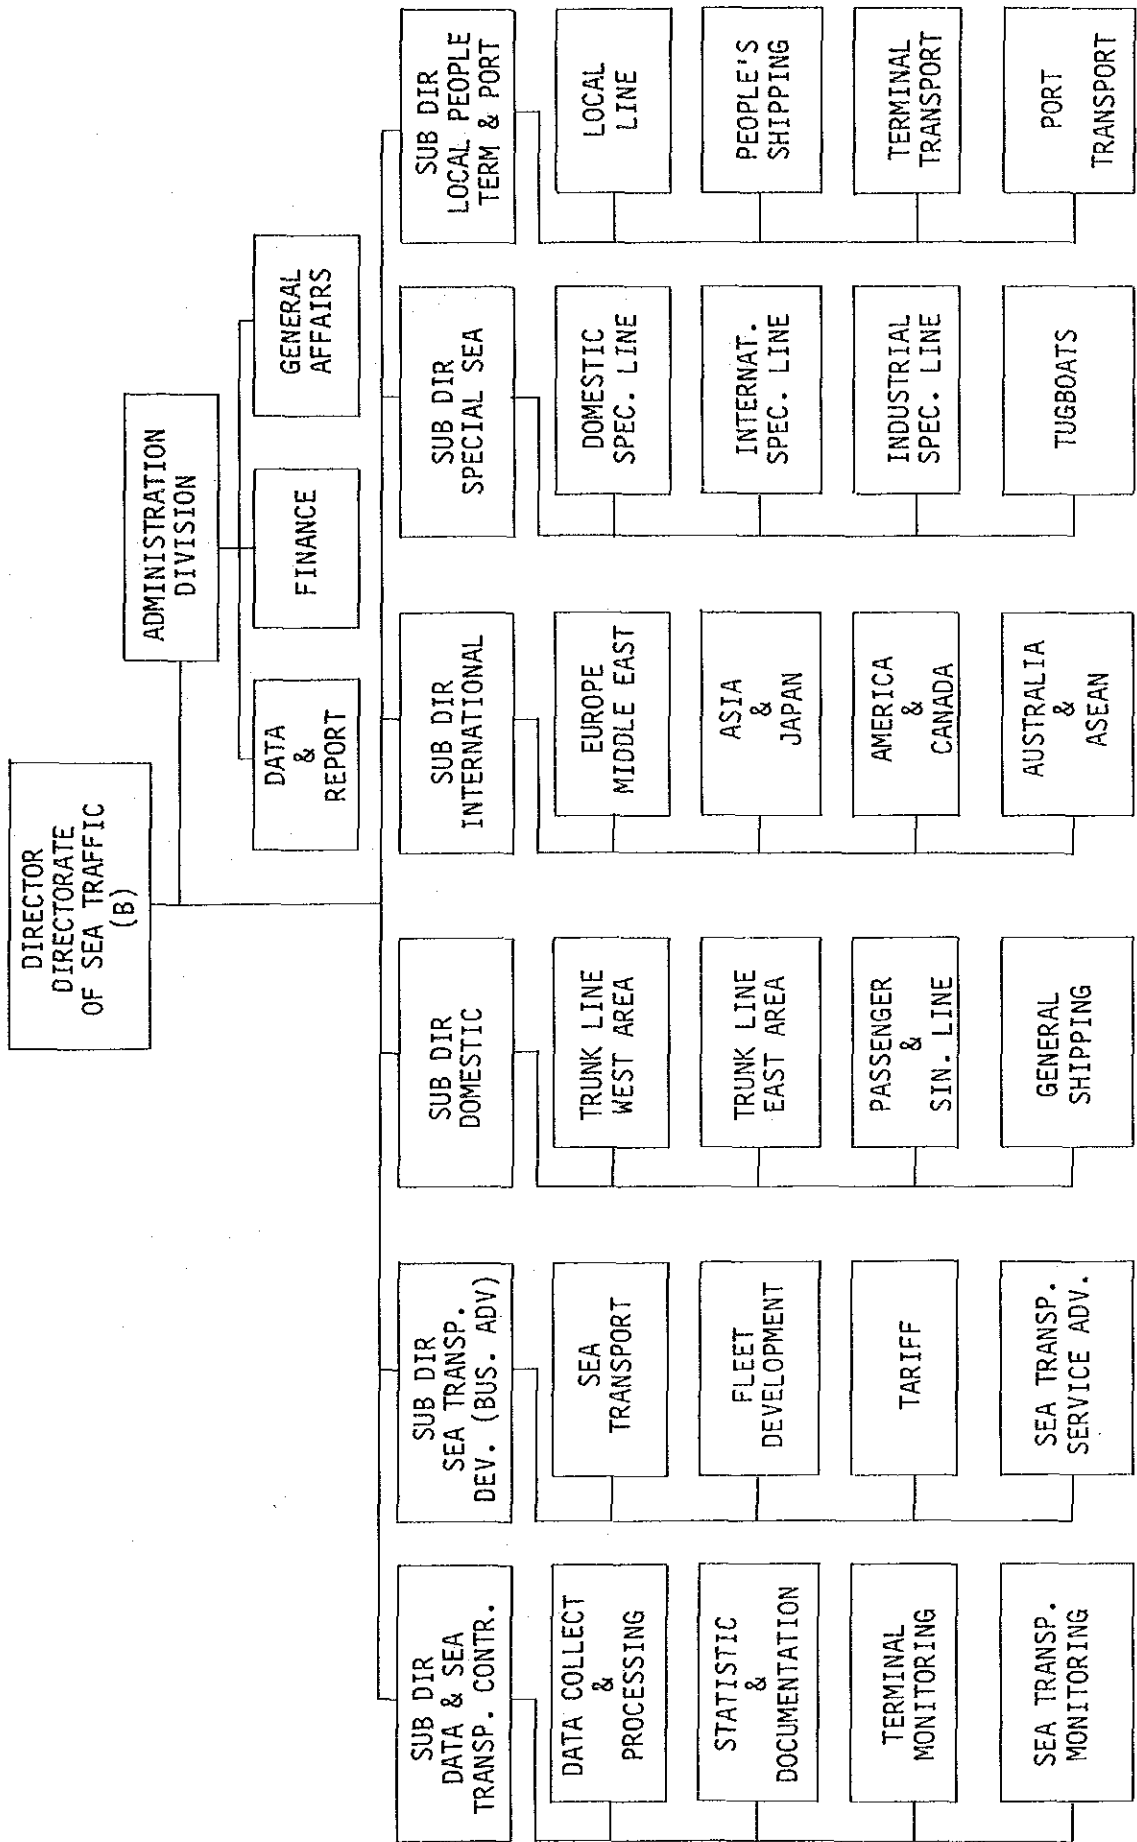 DIRECTOR
DIRECTORATE
OF SEA TRAFFIC
(B)
ADMINISTRATION
DIVISION
DATA
&
REPORT
FINANCE
GENERAL
AFFAIRS
SUB DIR
DATA & SEA
TRANSP. CONTR.
DATA COLLECT
&
PROCESSING
STATISTIC
&
DOCUMENTATION
TERMINAL
MONITORING
SEA TRANSP.
MONITORING
SUB DIR
SEA TRANSP.
DEV. (BUS. ADV)
SEA
TRANSPORT
FLEET
DEVELOPMENT
TARIFF
SEA TRANSP.
SERVICE ADV.
SUB DIR
DOMESTIC
TRUNK LINE
WEST AREA
TRUNK LINE
EAST AREA
PASSENGER
&
SIN. LINE
GENERAL
SHIPPING
SUB DIR
INTERNATIONAL
EUROPE
MIDDLE EAST
ASIA
&
JAPAN
AMERICA
&
CANADA
AUSTRALIA
&
ASEAN
SUB DIR
SPECIAL SEA
DOMESTIC
SPEC. LINE
INTERNAT.
SPEC. LINE
INDUSTRIAL
SPEC. LINE
TUGBOATS
SUB DIR
LOCAL PEOPLE
TERM & PORT
LOCAL
LINE
PEOPLE'S
SHIPPING
TERMINAL
TRANSPORT
PORT
TRANSPORT